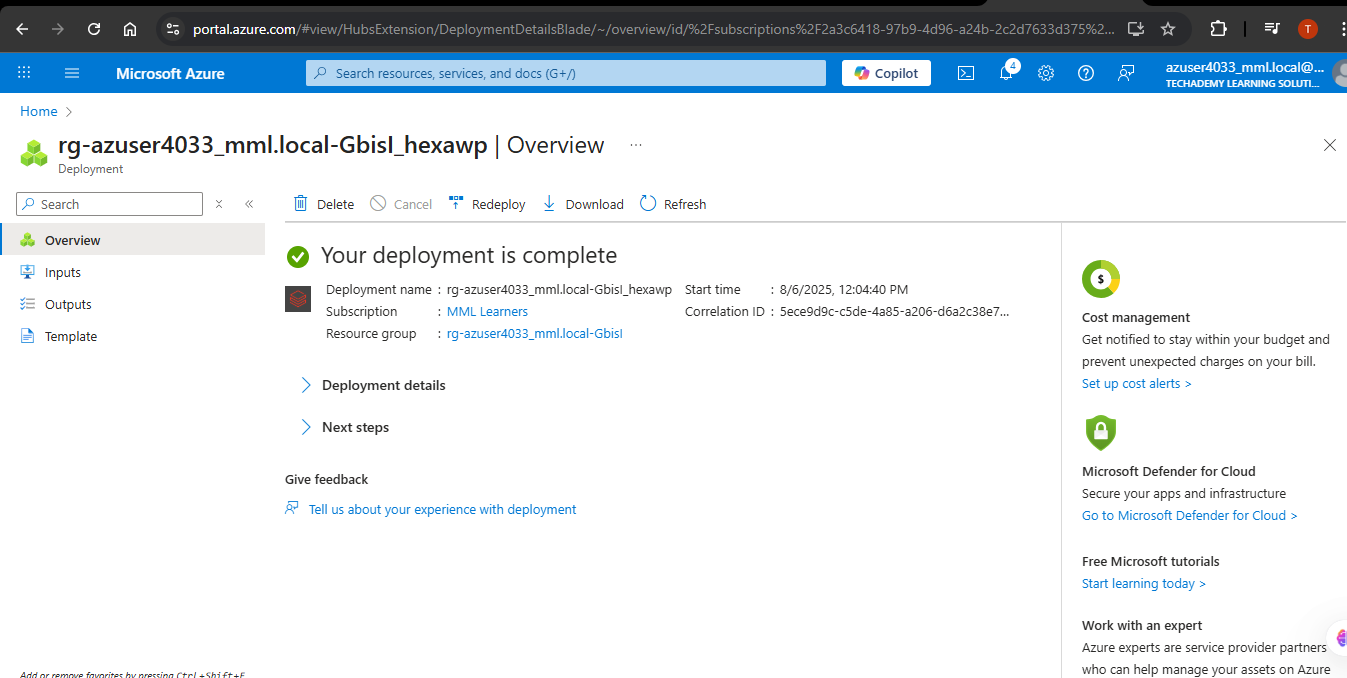 portal.azure.com/#view/HubsExtension/DeploymentDetailsBlade/~/overview/id/%2Fsubscriptions%2F2a3c6418-97b9-4d96-a24b-2c2d7633d375%2...
T
Microsoft Azure
Search resources, services, and docs (G+/)
Copilot
4
azuser4033_mml.local@...
TECHADEMY LEARNING SOLUTI...
Home
rg-azuser4033_mml.local-GbisI_hexawp | Overview ...
Deployment
Search
Delete
Cancel
Redeploy
Download
Refresh
Overview
Inputs
Outputs
Template
Your deployment is complete
Deployment name : rg-azuser4033_mml.local-GbisI_hexawp
Subscription : MML Learners
Resource group : rg-azuser4033_mml.local-GbisI
Start time : 8/6/2025, 12:04:40 PM
Correlation ID : 5ece9d9c-c5de-4a85-a206-d6a2c38e7...
Deployment details
Next steps
Give feedback
Tell us about your experience with deployment
$
Cost management
Get notified to stay within your budget and
prevent unexpected charges on your bill.
Set up cost alerts >
Microsoft Defender for Cloud
Secure your apps and infrastructure
Go to Microsoft Defender for Cloud >
Free Microsoft tutorials
Start learning today >
Work with an expert
Azure experts are service provider partners
who can help manage your assets on Azure
Add or remove favorites by pressing Ctrl+Shift+F